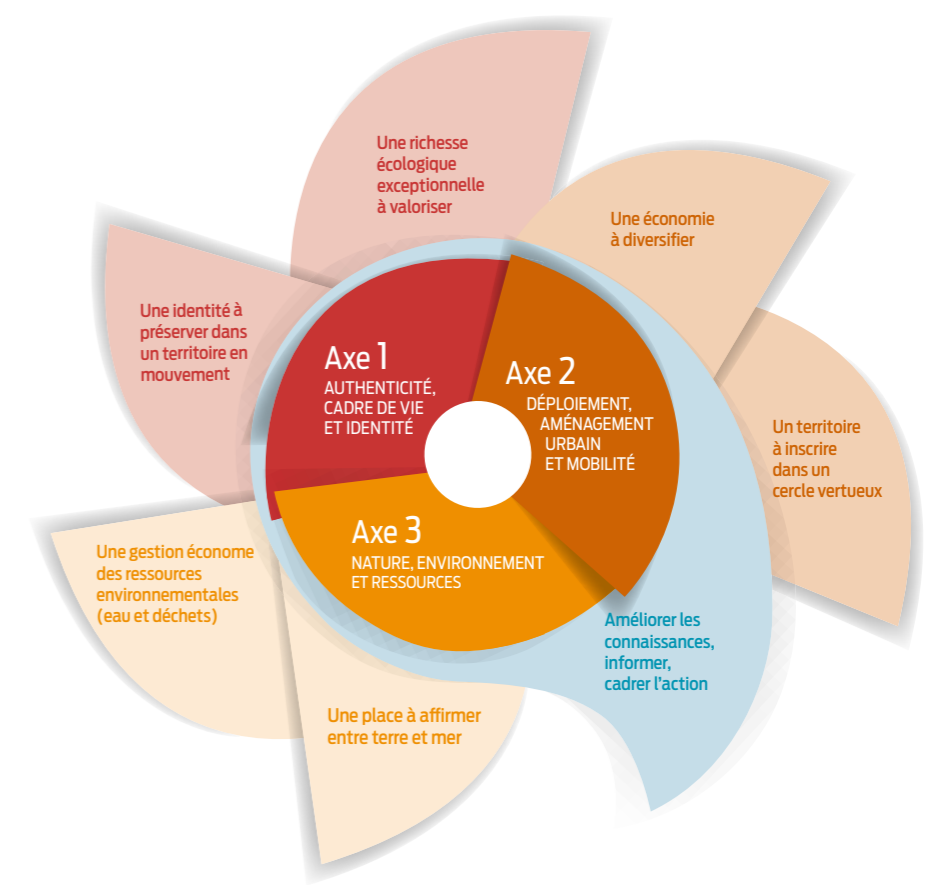 Une richesse
écologique
exceptionnelle
à valoriser
Une économie
à diversifier
Une identité à
préserver dans
un territoire en
mouvement
Axe 1
AUTHENTICITÉ,
CADRE DE VIE
ET IDENTITÉ
Axe 2
DÉPLOIEMENT,
AMÉNAGEMENT
URBAIN
ET MOBILITÉ
Un territoire
à inscrire
dans un
cercle vertueux
Axe 3
NATURE, ENVIRONNEMENT
ET RESSOURCES
Une gestion économe
des ressources
environnementales
(eau et déchets)
Améliorer les
connaissances,
informer,
cadrer l'action
Une place à affirmer
entre terre et mer